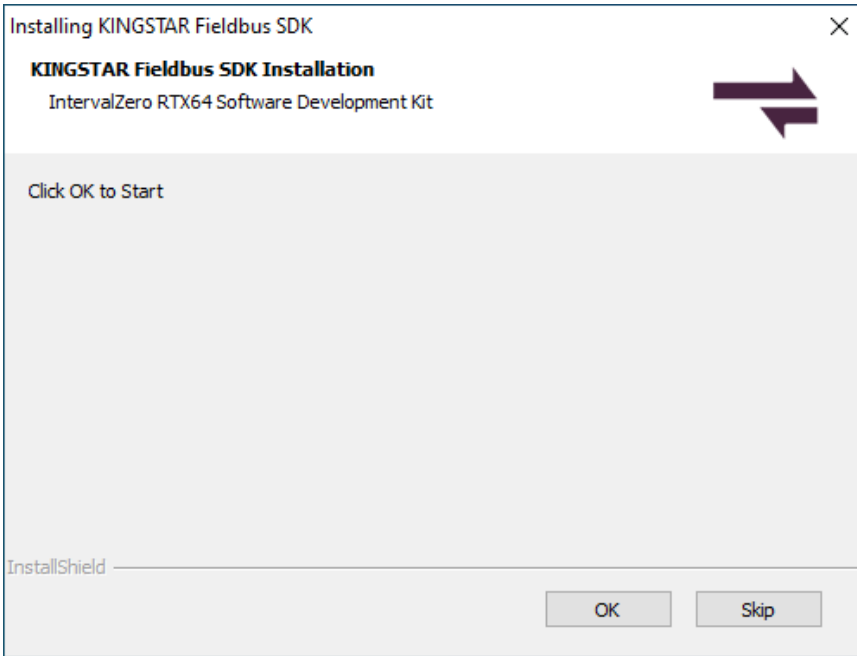 Installing KINGSTAR Fieldbus SDK
KINGSTAR Fieldbus SDK Installation
IntervalZero RTX64 Software Development Kit
Click OK to Start
InstallShield
OK
Skip